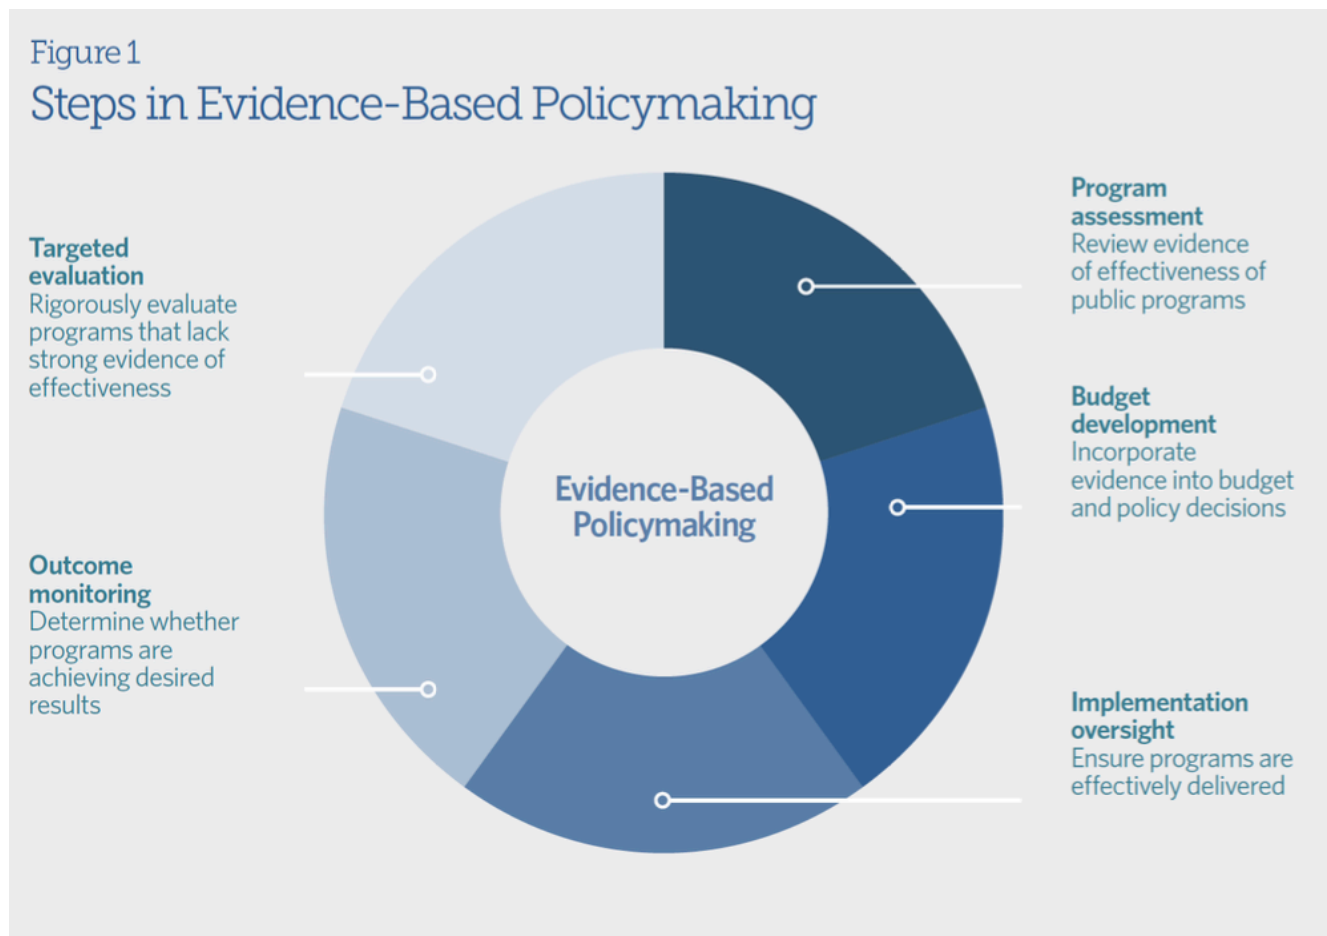 Figure 1
Steps in Evidence-Based Policymaking
Program
assessment
Review evidence
of effectiveness of
public programs
Budget
development
Incorporate
evidence into budget
and policy decisions
Implementation
oversight
Ensure programs are
effectively delivered
Outcome
monitoring
Determine whether
programs are
achieving desired
results
Targeted
evaluation
Rigorously evaluate
programs that lack
strong evidence of
effectiveness
Evidence-Based
Policymaking